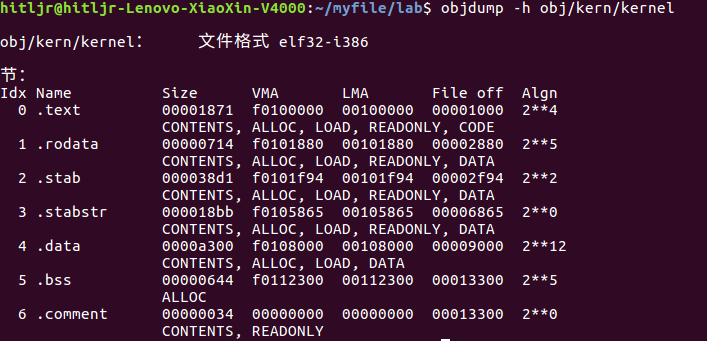 hitljr@hitljr-Lenovo-XiaoXin-V4000:~/myfile/lab$ objdump -h obj/kern/kernel
obj/kern/kernel：     文件格式 elf32-i386
节：
Idx Name          Size      VMA       LMA       File off  Algn
  0 .text         00001871  f0100000  00100000  00001000  2**4
                  CONTENTS, ALLOC, LOAD, READONLY, CODE
  1 .rodata       00000714  f0101880  00101880  00002880  2**5
                  CONTENTS, ALLOC, LOAD, READONLY, DATA
  2 .stab         000038d1  f0101f94  00101f94  00002f94  2**2
                  CONTENTS, ALLOC, LOAD, READONLY, DATA
  3 .stabstr      000018bb  f0105865  00105865  00006865  2**0
                  CONTENTS, ALLOC, LOAD, READONLY, DATA
  4 .data         0000a300  f0108000  00108000  00009000  2**12
                  CONTENTS, ALLOC, LOAD, DATA
  5 .bss          00000644  f0112300  00112300  00013300  2**5
                  ALLOC
  6 .comment      00000034  00000000  00000000  00013300  2**0
                  CONTENTS, READONLY